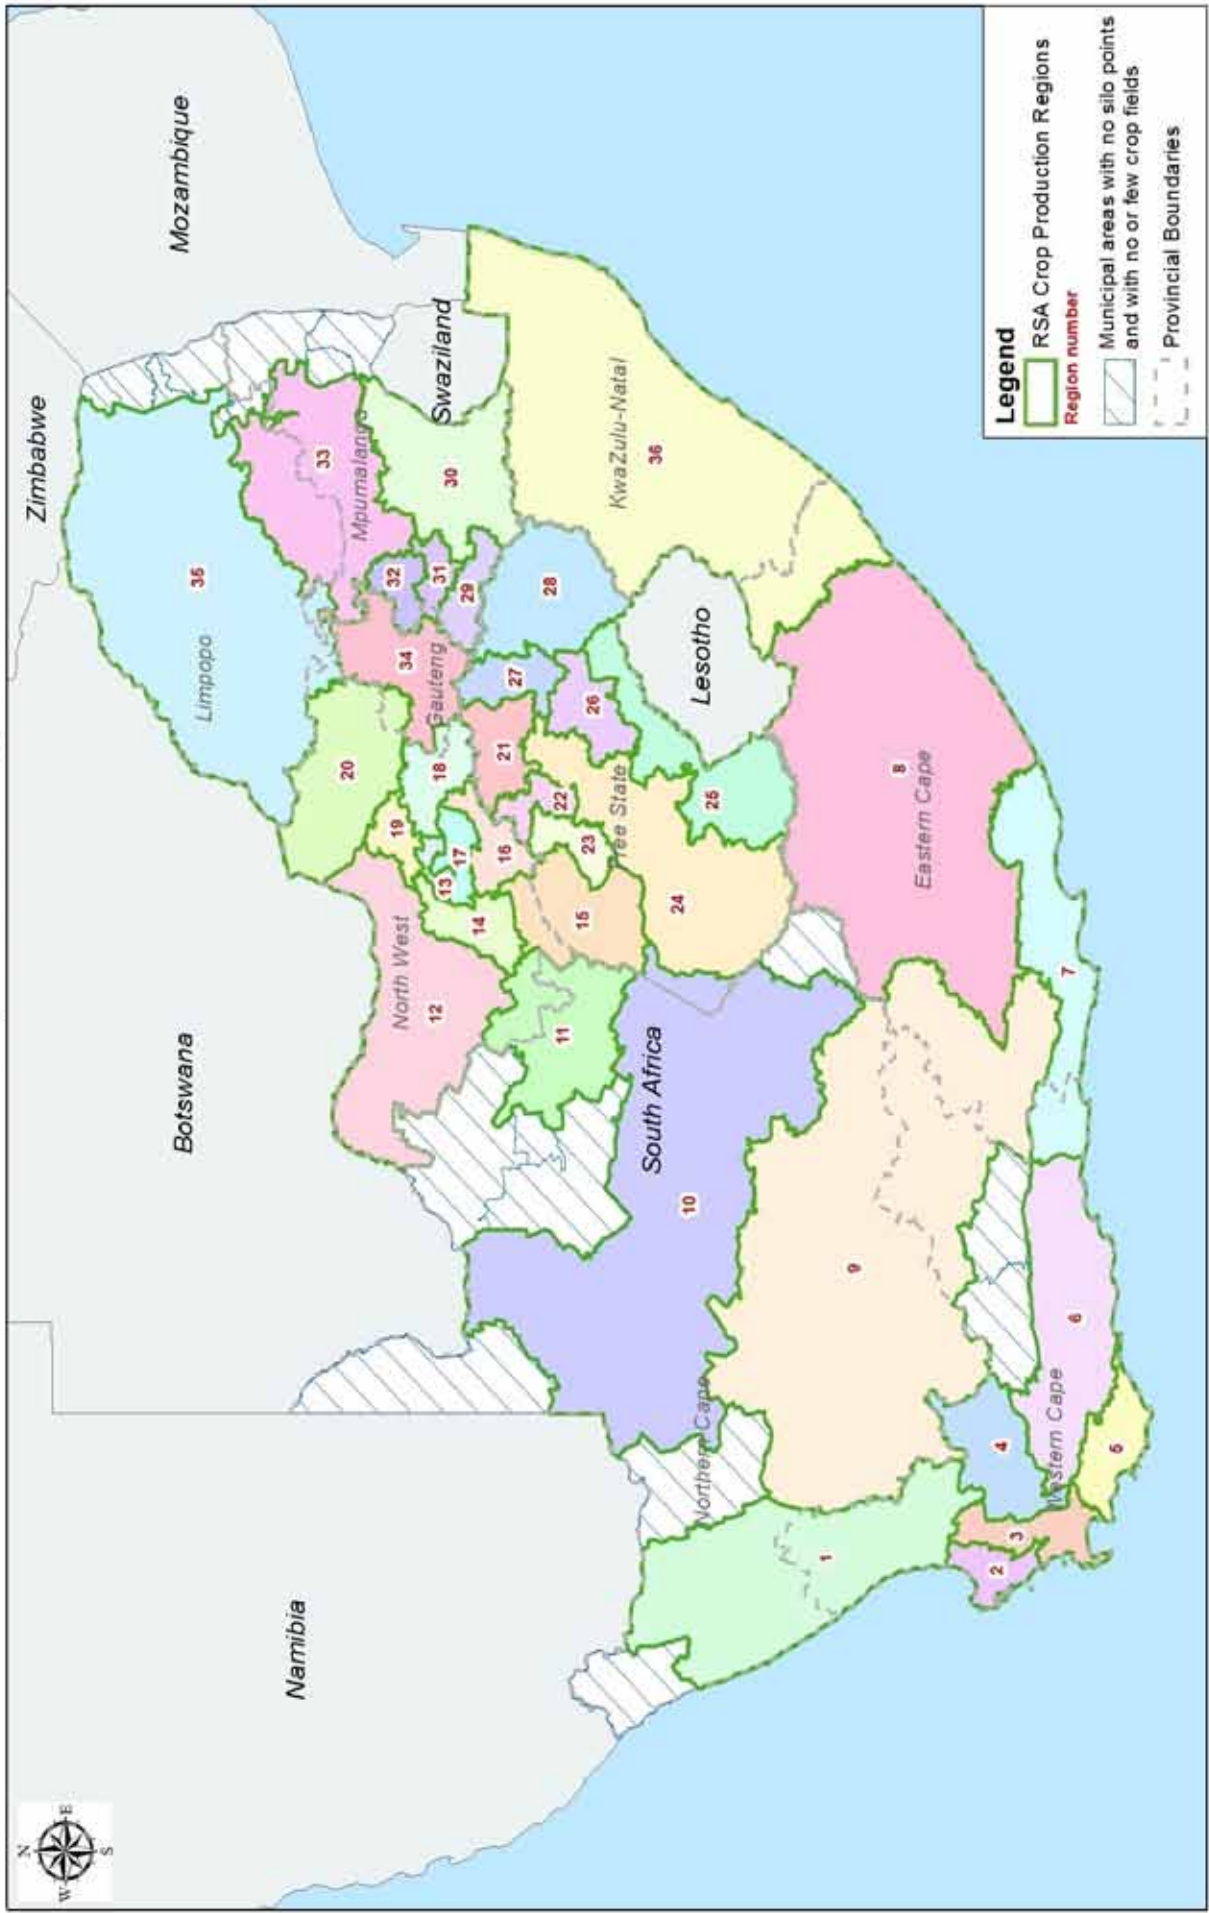 N
W E
S
Zimbabwe
Mozambique
Botswana
35
Limpopo
Namibia
33
20
Mpumalanga
32
19
North West
34
12
Gauteng
31
18
Swaziland
13
30
17
29
14
21
16
27
28
22
11
15
23
26
Free State
KwaZulu-Natal
South Africa
36
24
10
Lesotho
Northern Cape
25
1
9
8
Eastern Cape
2
4
3
Western Cape
7
6
5
Legend
RSA Crop Production Regions
Region number
Municipal areas with no silo points
and with no or few crop fields
Provincial Boundaries